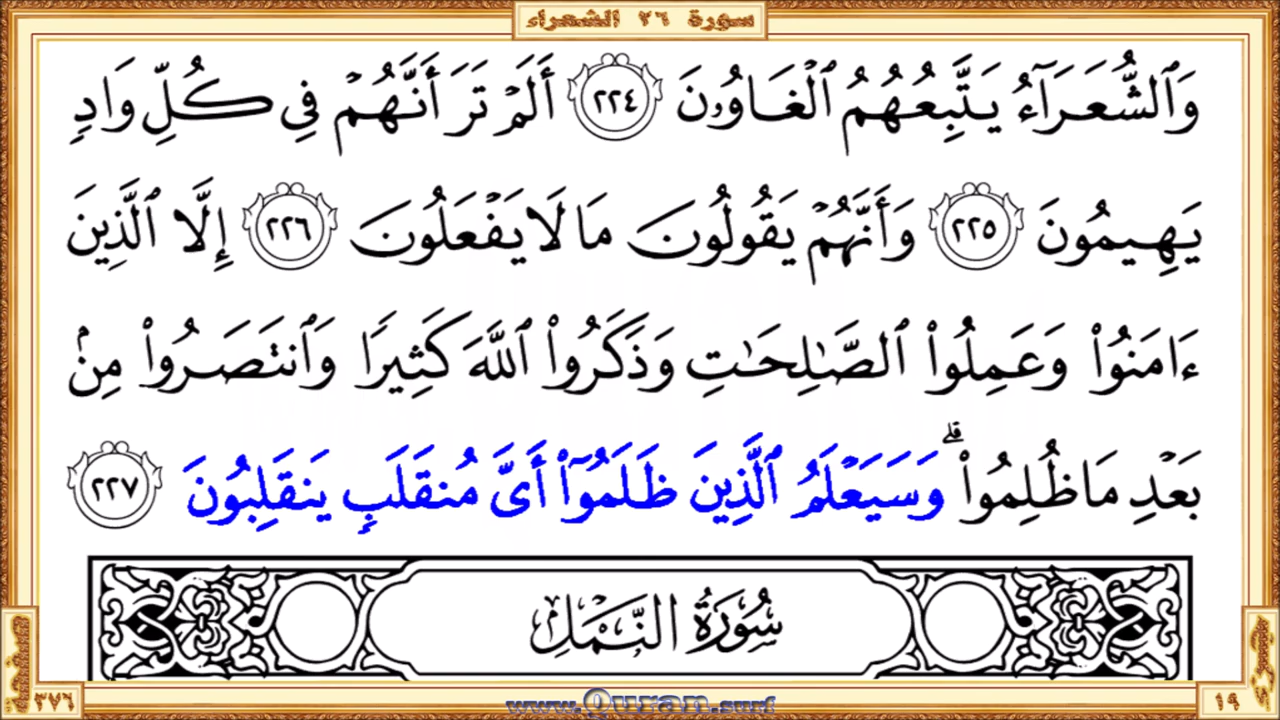 سورة ٢٦ الشعراء
وَٱلشُّعَرَآءُ يَتَّبِعُهُمُ ٱلْغَاوُۥنَ ٢٢٤ أَلَمْ تَرَ أَنَّهُمْ فِي كُلِّ وَادٍ
يَهِيمُونَ ٢٢٥ وَأَنَّهُمْ يَقُولُونَ مَا لَا يَفْعَلُونَ ٢٢٦ إِلَّا ٱلَّذِينَ
ءَامَنُوا۟ وَعَمِلُوا۟ ٱلصَّـٰلِحَـٰتِ وَذَكَرُوا۟ ٱللَّهَ كَثِيرًا وَٱنتَصَرُوا۟ مِنۢ
بَعْدِ مَا ظُلِمُوا۟ ۗ وَسَيَعْلَمُ ٱلَّذِينَ ظَلَمُوٓا۟ أَىَّ مُنقَلَبٍ يَنقَلِبُونَ ٢٢٧
سُورَةُ النَّمْلِ
صفحة
٣٧٦
www.Quran.surf
١٩